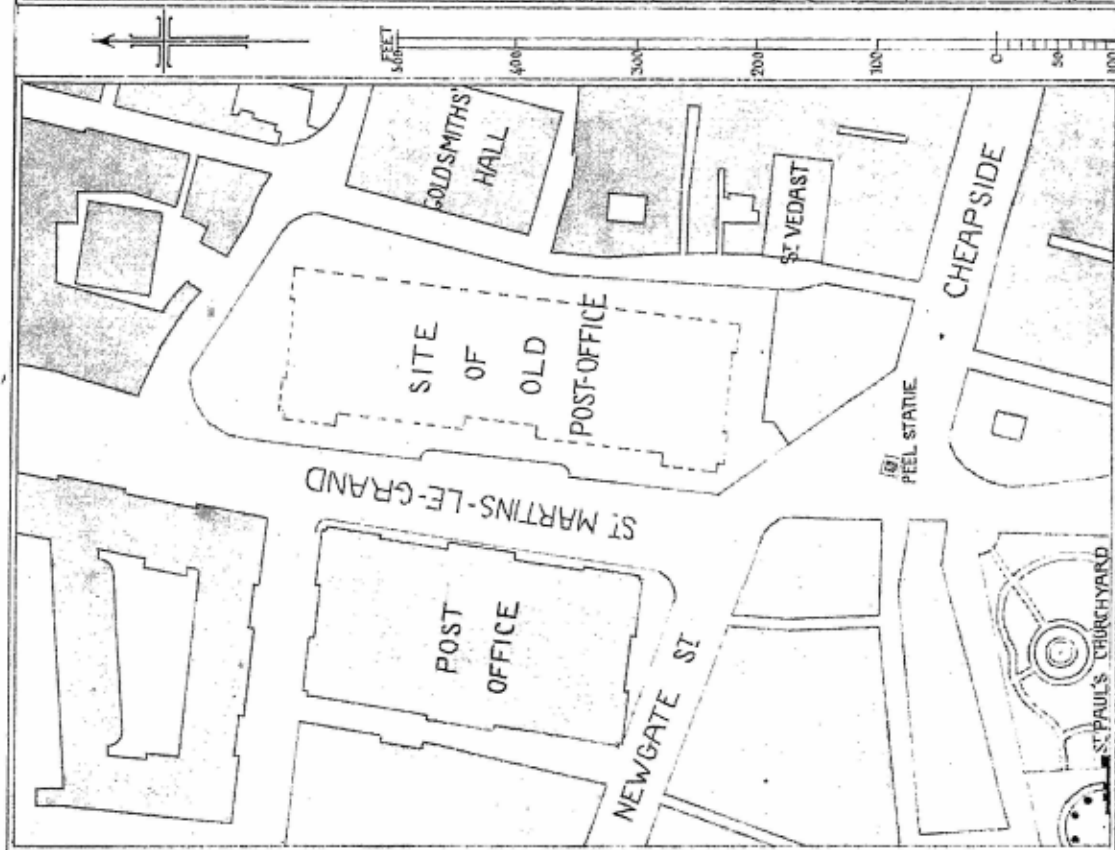 FEET
500
400
300
200
100
0
50
100
GOLDSMITHS'
HALL
ST VEDAST
CHEAPSIDE
SITE
OF
OLD
POST-OFFICE
PEEL STATUE
ST MARTINS-LE-GRAND
POST
OFFICE
NEWGATE ST
ST PAUL'S CHURCHYARD